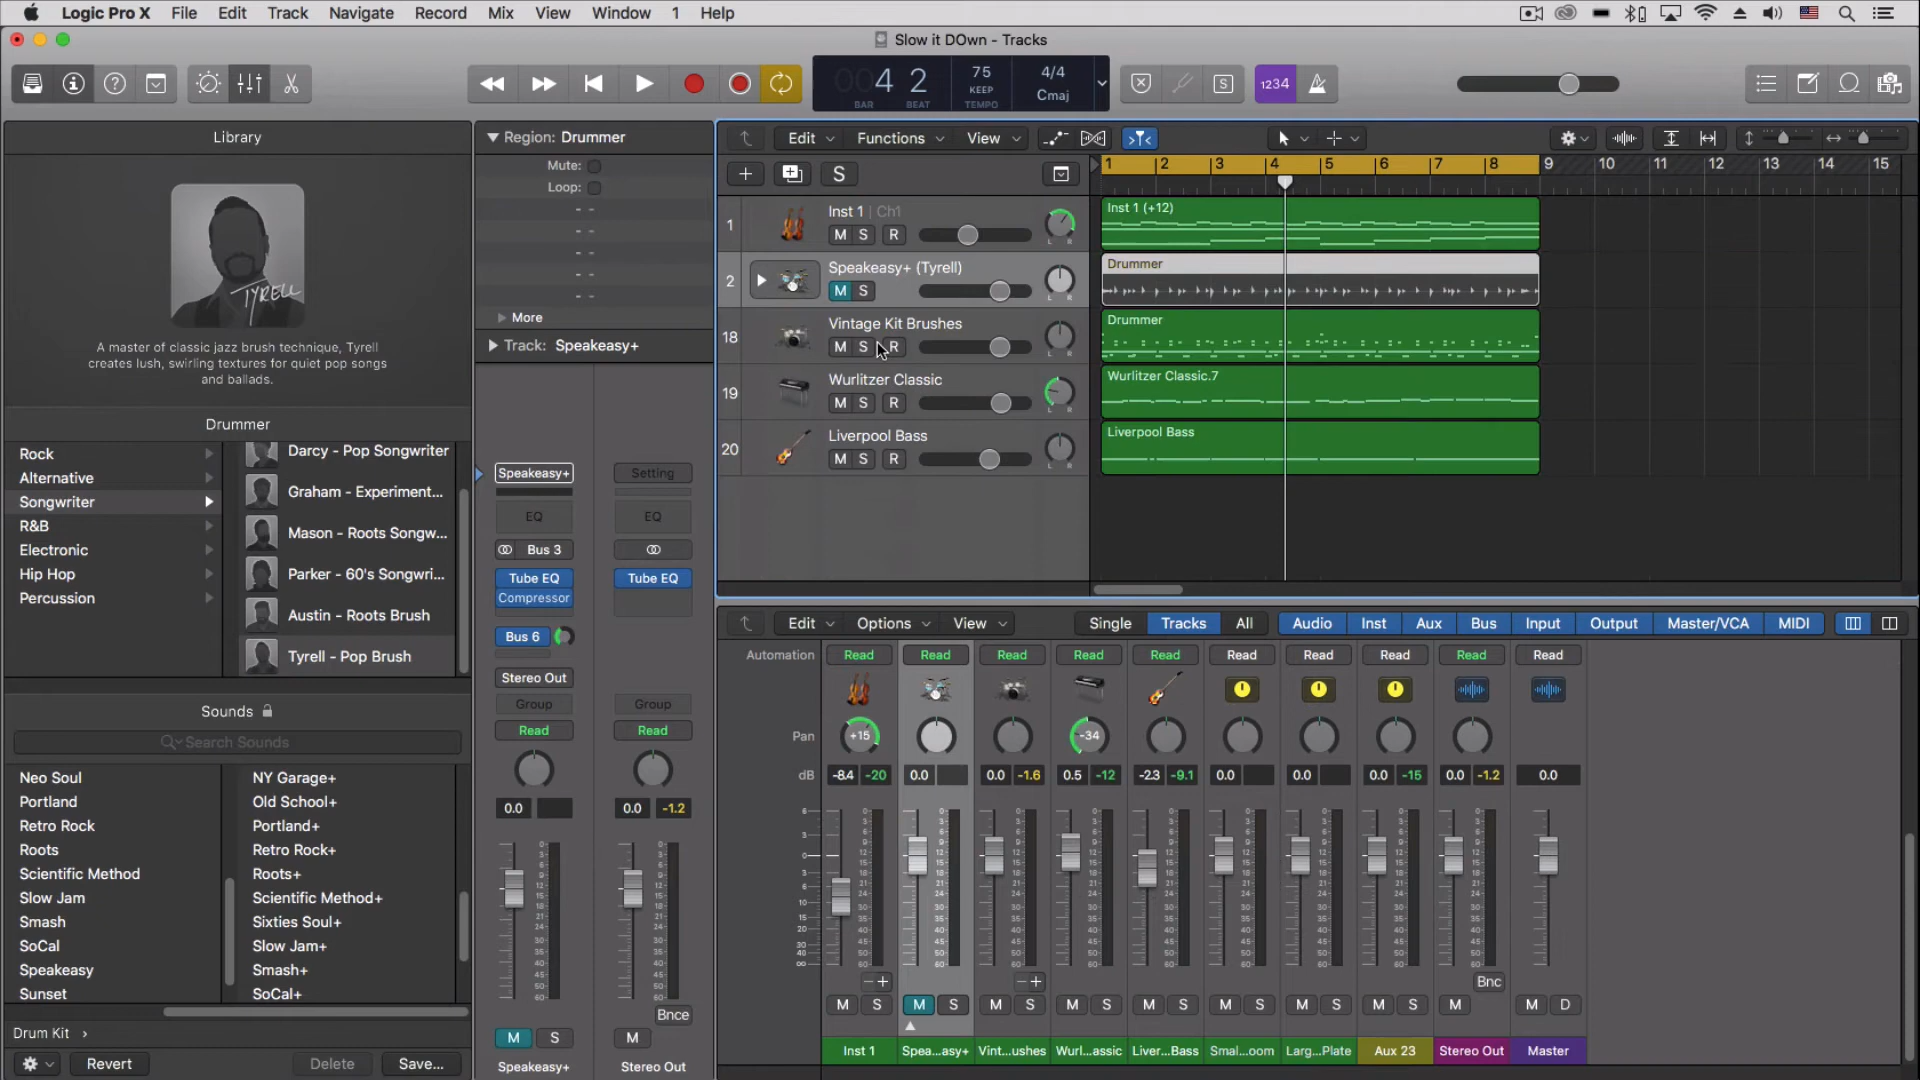 Logic Pro X File Edit Track Navigate Record Mix View Window 1 Help
Slow it DOwn - Tracks
004 2 75 4/4
KEEP Cmaj
BAR BEAT TEMPO
S 1234
Library
TYRELL
A master of classic jazz brush technique, Tyrell
creates lush, swirling textures for quiet pop songs
and ballads.
Drummer
Rock
Alternative
Songwriter
R&B
Electronic
Hip Hop
Percussion
Darcy - Pop Songwriter
Graham - Experiment...
Mason - Roots Songw...
Parker - 60's Songwri...
Austin - Roots Brush
Tyrell - Pop Brush
Sounds
Search Sounds
Neo Soul
Portland
Retro Rock
Roots
Scientific Method
Slow Jam
Smash
SoCal
Speakeasy
Sunset
NY Garage+
Old School+
Portland+
Retro Rock+
Roots+
Scientific Method+
Sixties Soul+
Slow Jam+
Smash+
SoCal+
Drum Kit
Revert Delete Save...
Region: Drummer
Mute:
Loop:
More
Track: Speakeasy+
Speakeasy+ Setting
EQ EQ
Bus 3
Tube EQ Tube EQ
Compressor
Bus 6
Stereo Out
Group Group
Read Read
0.0 0.0 -1.2
Bnce
M S M
Speakeasy+ Stereo Out
Edit Functions View
S
1 2 3 4 5 6 7 8 9 10 11 12 13 14 15
1 Inst 1 | Ch1
M S R L R
2 Speakeasy+ (Tyrell)
M S L R
18 Vintage Kit Brushes
M S R L R
19 Wurlitzer Classic
M S R L R
20 Liverpool Bass
M S R L R
Inst 1 (+12)
Drummer
Drummer
Wurlitzer Classic.7
Liverpool Bass
Edit Options View Single Tracks All Audio Inst Aux Bus Input Output Master/VCA MIDI
Automation Read Read Read Read Read Read Read Read Read Read
Pan +15 -34
dB -8.4 -20 0.0 0.0 -1.6 0.5 -12 -2.3 -9.1 0.0 0.0 0.0 -15 0.0 -1.2 0.0
Bnc
M S M S M S M S M S M S M S M S M M D
Inst 1 Spea...asy+ Vint...ushes Wurl...assic Liver...Bass Smal...oom Larg...Plate Aux 23 Stereo Out Master